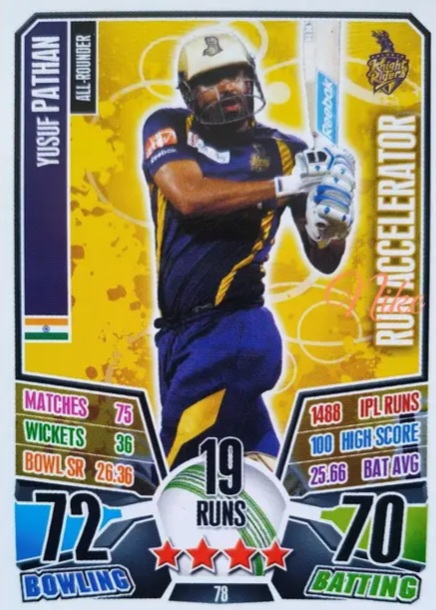 YUSUF PATHAN
ALL-ROUNDER
Knight
Riders
Reebok
RUN ACCELERATOR
Nike
MATCHES 75
WICKETS 36
BOWL SR 26.36
1488 IPL RUNS
100 HIGH SCORE
25.66 BAT AVG
19
RUNS
72
BOWLING
70
BATTING
78